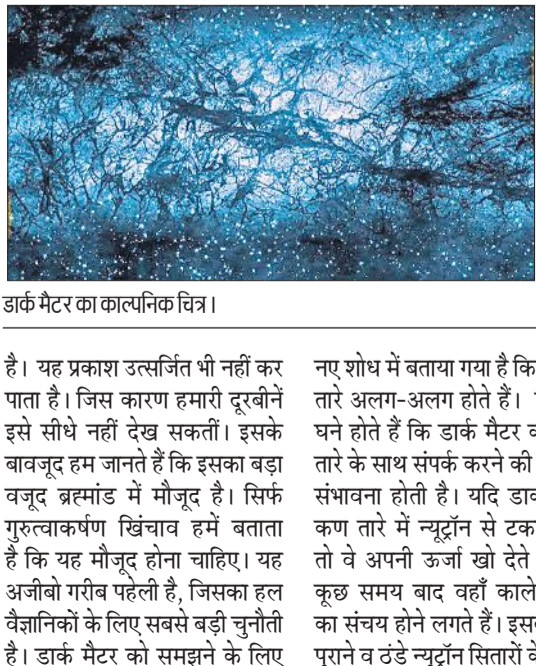 डार्क मैटर का काल्पनिक चित्र।
है। यह प्रकाश उत्सर्जित भी नहीं कर
पाता है। जिस कारण हमारी दूरबीनें
इसे सीधे नहीं देख सकतीं। इसके
बावजूद हम जानते हैं कि इसका बड़ा
वजूद ब्रह्मांड में मौजूद है। सिर्फ
गुरुत्वाकर्षण खिंचाव हमें बताता
है कि यह मौजूद होना चाहिए। यह
अजीबो गरीब पहेली है, जिसका हल
वैज्ञानिकों के लिए सबसे बड़ी चुनौती
है। डार्क मैटर को समझने के लिए
नए शोध में बताया गया है कि
तारे अलग-अलग होते हैं।
घने होते हैं कि डार्क मैटर
तारे के साथ संपर्क करने की
संभावना होती है। यदि
कण तारे में न्यूट्रॉन से
तो वे अपनी ऊर्जा खो देते
कूछ समय बाद वहाँ काले
का संचय होने लगते हैं।
पुराने व ठंडे न्यूट्रॉन सितारों